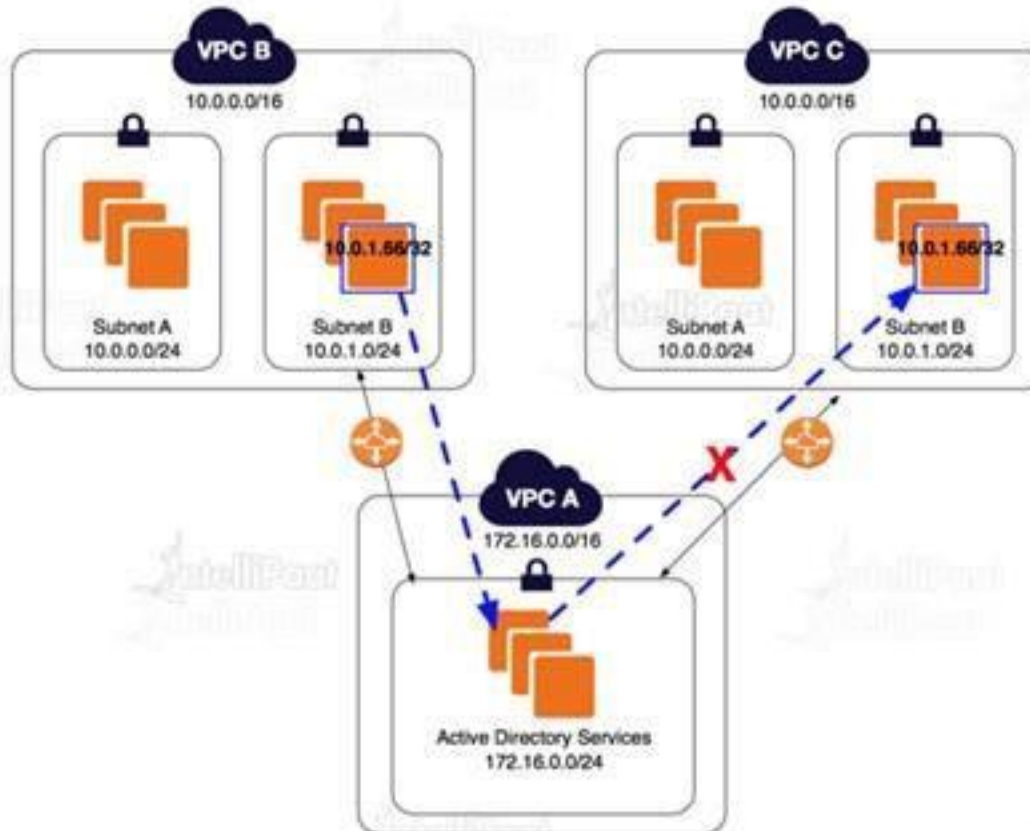 VPC B
10.0.0.0/16
10.0.1.66/32
Subnet A
10.0.0.0/24
Subnet B
10.0.1.0/24
VPC C
10.0.0.0/16
10.0.1.66/32
Subnet A
10.0.0.0/24
Subnet B
10.0.1.0/24
X
VPC A
172.16.0.0/16
Active Directory Services
172.16.0.0/24